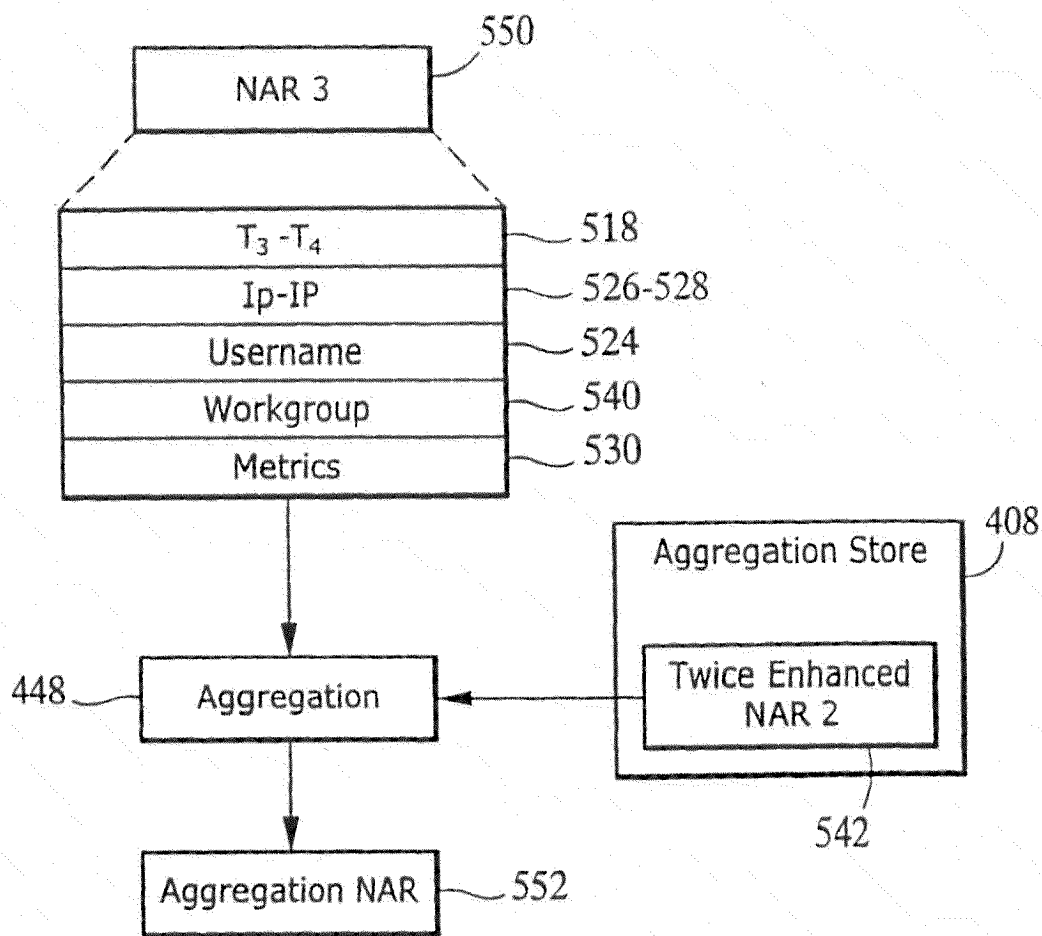 550
NAR 3
T₃ -T₄
518
Ip-IP
526-528
Username
524
Workgroup
540
Metrics
530
408
Aggregation Store
448
Aggregation
Twice Enhanced
NAR 2
542
Aggregation NAR
552